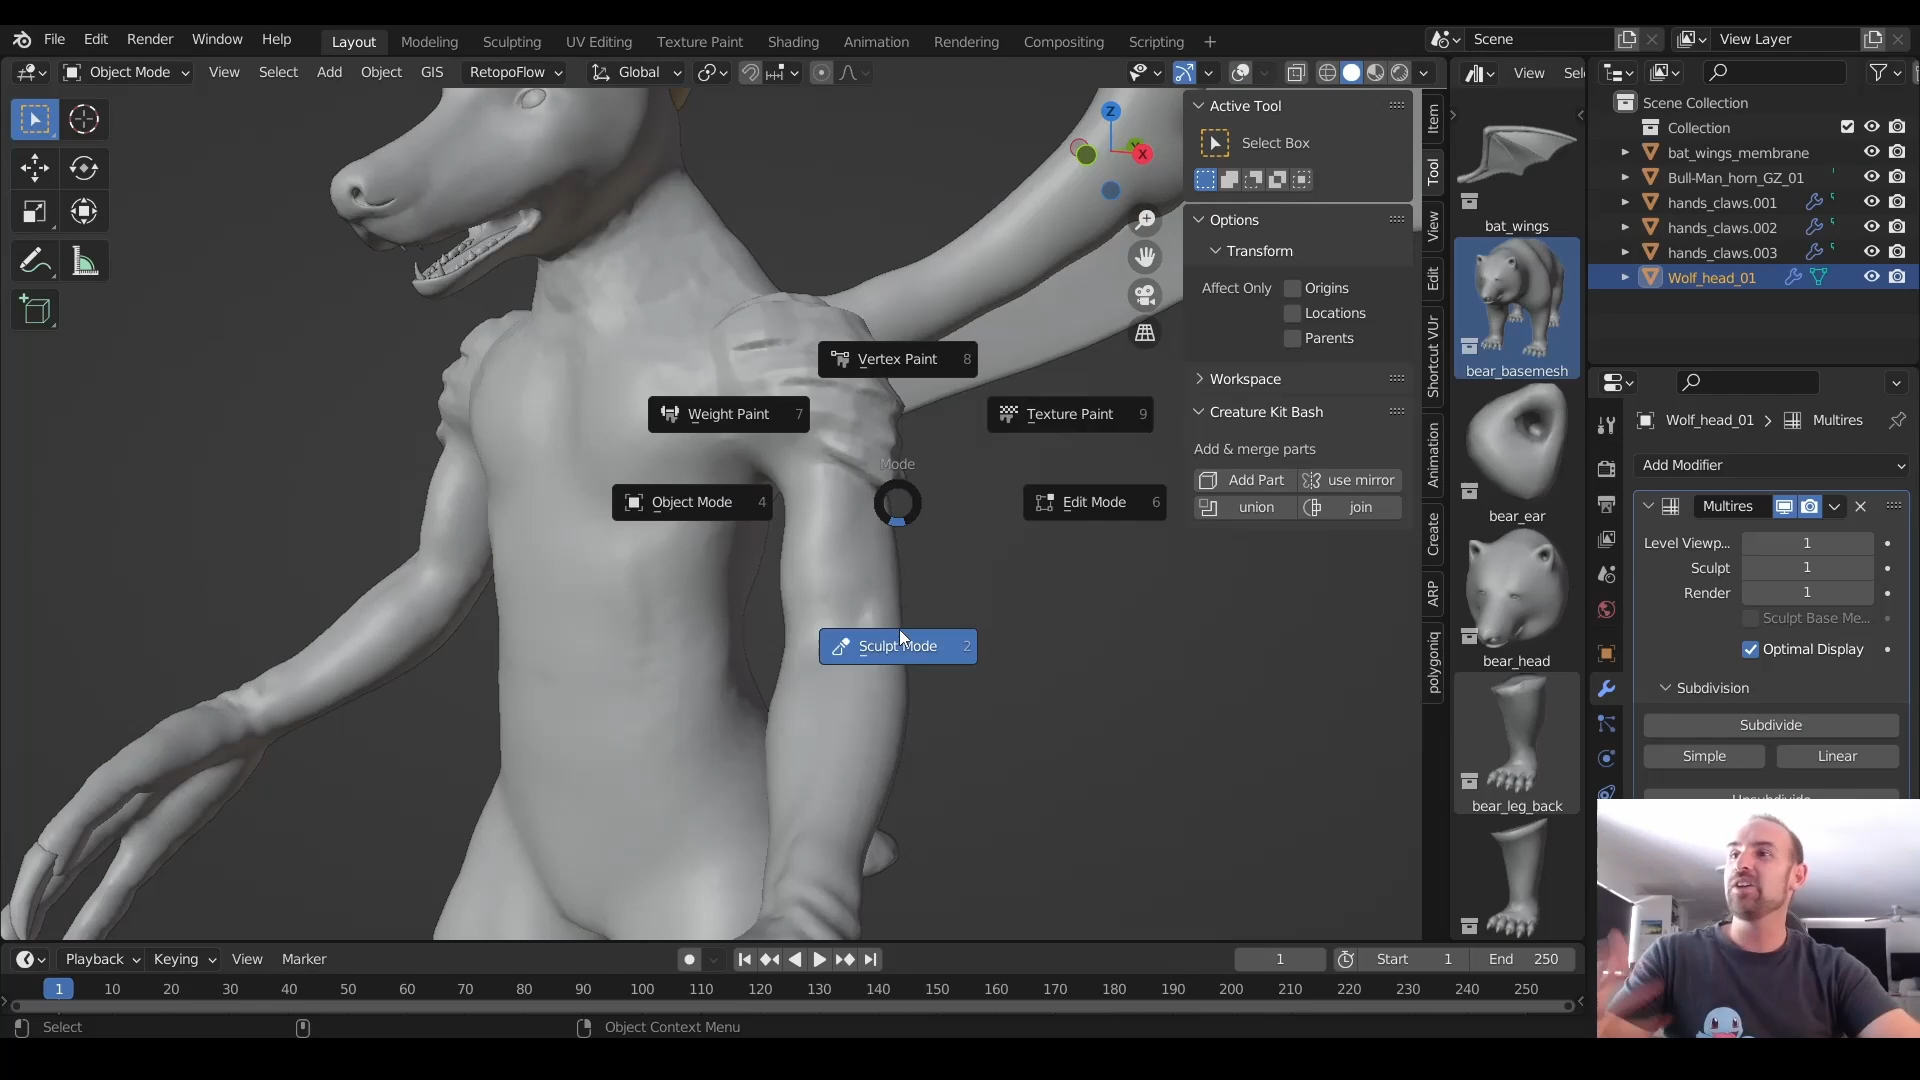 File Edit Render Window Help Layout Modeling Sculpting UV Editing Texture Paint Shading Animation Rendering Compositing Scripting Scene View Layer
Object Mode View Select Add Object GIS RetopoFlow Global View Sel
Active Tool
Select Box
Options
Transform
Affect Only Origins
Locations
Parents
Workspace
Creature Kit Bash
Add & merge parts
Add Part use mirror
union join
Item
Tool
View
Edit
Shortcut VUr
Animation
Create
ARP
polygoniq
Z
X
Y
Vertex Paint 8
Weight Paint 7
Texture Paint 9
Mode
Object Mode 4
Edit Mode 6
Sculpt Mode 2
bat_wings
bear_basemesh
bear_ear
bear_head
bear_leg_back
Scene Collection
Collection
bat_wings_membrane
Bull-Man_horn_GZ_01
hands_claws.001
hands_claws.002
hands_claws.003
Wolf_head_01
Wolf_head_01 Multires
Add Modifier
Multires
Level Viewp... 1
Sculpt 1
Render 1
Sculpt Base Me...
Optimal Display
Subdivision
Subdivide
Simple Linear
Playback Keying View Marker 1 Start 1 End 250
1 10 20 30 40 50 60 70 80 90 100 110 120 130 140 150 160 170 180 190 200 210 220 230 240 250
Select Object Context Menu